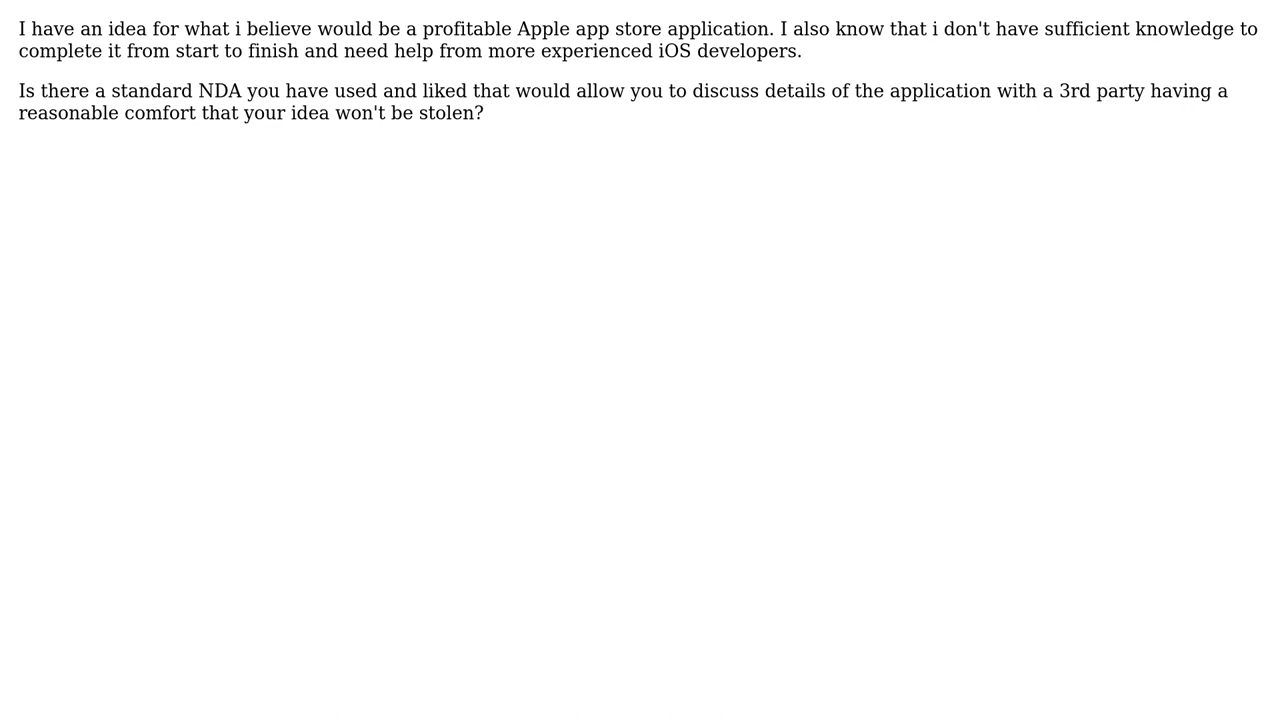 I have an idea for what i believe would be a profitable Apple app store application. I also know that i don't have sufficient knowledge to
complete it from start to finish and need help from more experienced iOS developers.
Is there a standard NDA you have used and liked that would allow you to discuss details of the application with a 3rd party having a
reasonable comfort that your idea won't be stolen?